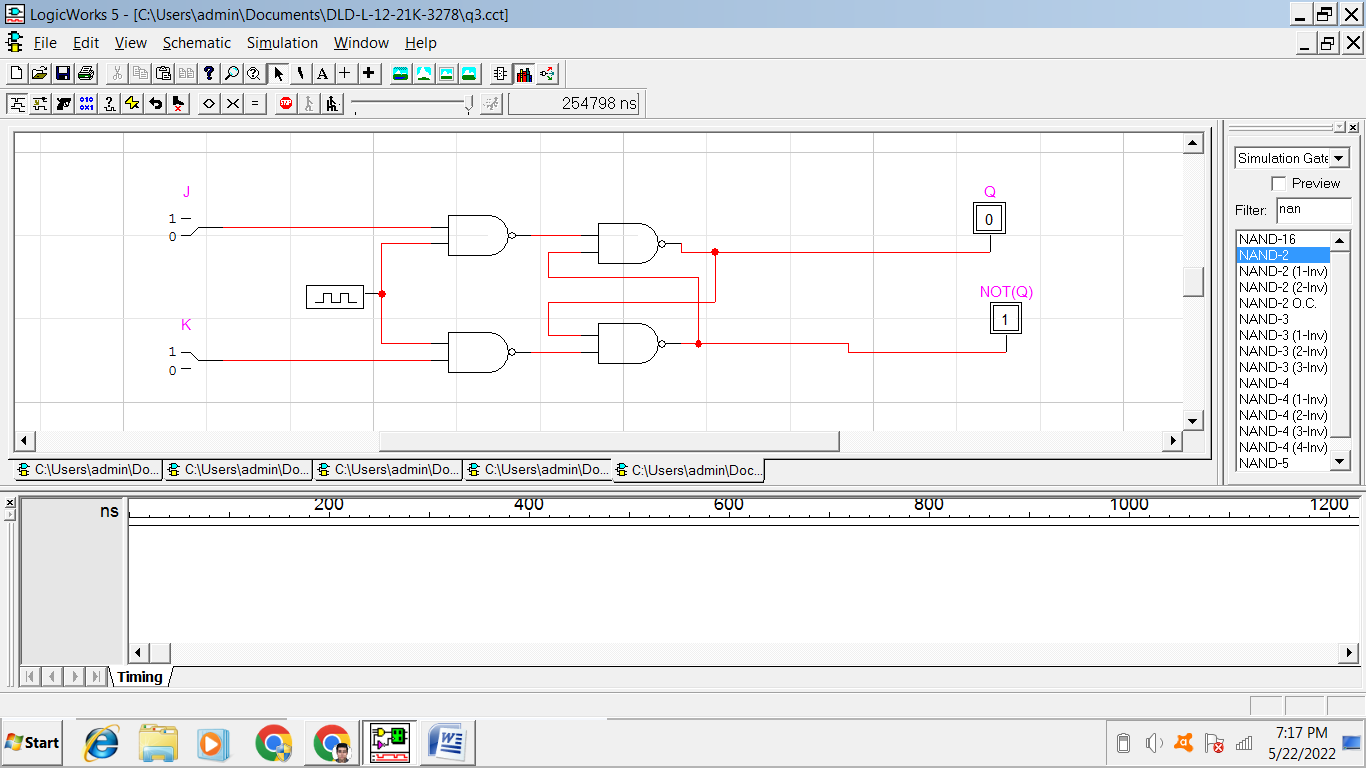 LogicWorks 5 - [C:\Users\admin\Documents\DLD-L-12-21K-3278\q3.cct]
File Edit View Schematic Simulation Window Help
254798 ns
J
1
0
K
1
0
Q
0
NOT(Q)
1
Simulation Gate
Preview
Filter: nan
NAND-16
NAND-2
NAND-2 (1-Inv)
NAND-2 (2-Inv)
NAND-2 O.C.
NAND-3
NAND-3 (1-Inv)
NAND-3 (2-Inv)
NAND-3 (3-Inv)
NAND-4
NAND-4 (1-Inv)
NAND-4 (2-Inv)
NAND-4 (3-Inv)
NAND-4 (4-Inv)
NAND-5
C:\Users\admin\Do... C:\Users\admin\Do... C:\Users\admin\Do... C:\Users\admin\Do... C:\Users\admin\Doc...
ns 200 400 600 800 1000 1200
Timing
Start
7:17 PM
5/22/2022